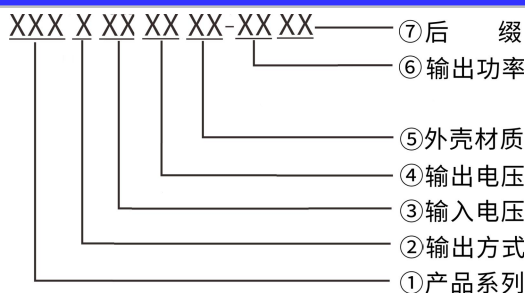 XXX X XX XX XX-XX XX
⑦后 缀
⑥输出功率
⑤外壳材质
④输出电压
③输入电压
②输出方式
①产品系列